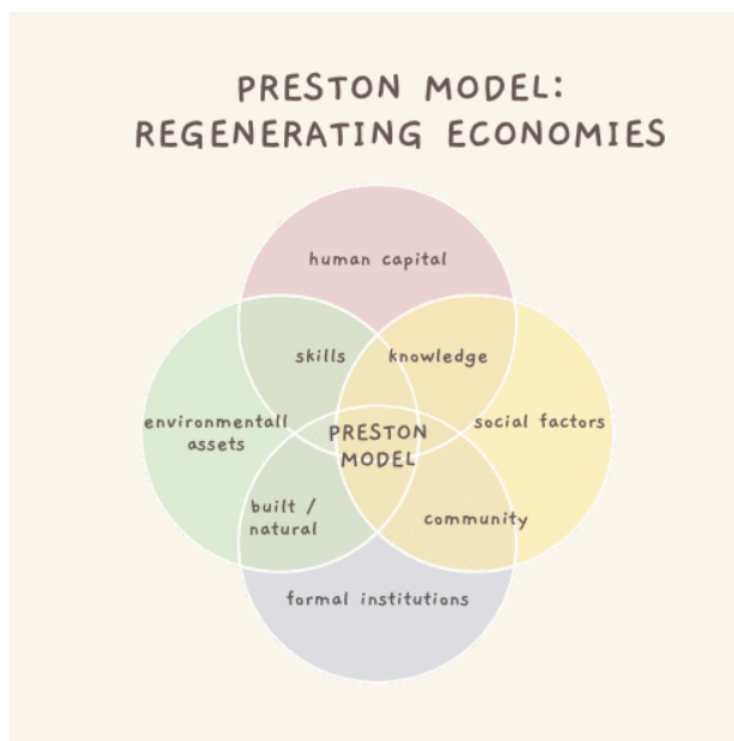 PRESTON MODEL:
REGENERATING ECONOMIES
human capital
skills
knowledge
environmentall
assets
PRESTON
MODEL
social factors
built /
natural
community
formal institutions